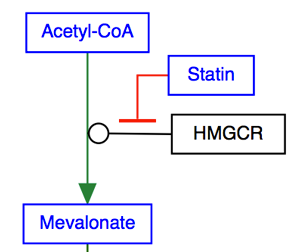 Acetyl-CoA
Statin
HMGCR
Mevalonate